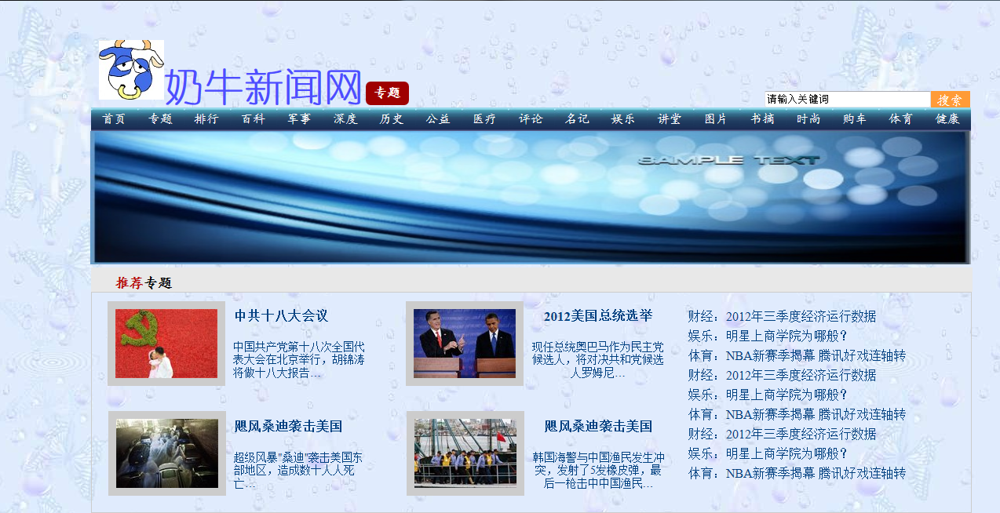 奶牛新闻网 专题
请输入关键词 搜索
首页 专题 排行 百科 军事 深度 历史 公益 医疗 评论 名记 娱乐 讲堂 图片 书摘 时尚 购车 体育 健康
SAMPLE TEXT
推荐专题
中共十八大会议
中国共产党第十八次全国代
表大会在北京举行，胡锦涛
将做十八大报告...
2012美国总统选举
现任总统奥巴马作为民主党
候选人，将对决共和党候选
人罗姆尼...
飓风桑迪袭击美国
超级风暴"桑迪"袭击美国东
部地区，造成数十人人死
亡...
飓风桑迪袭击美国
韩国海警与中国渔民发生冲
突，发射了5发橡皮弹，最
后一枪击中中国渔民...
财经：2012年三季度经济运行数据
娱乐：明星上商学院为哪般？
体育：NBA新赛季揭幕 腾讯好戏连轴转
财经：2012年三季度经济运行数据
娱乐：明星上商学院为哪般？
体育：NBA新赛季揭幕 腾讯好戏连轴转
财经：2012年三季度经济运行数据
娱乐：明星上商学院为哪般？
体育：NBA新赛季揭幕 腾讯好戏连轴转